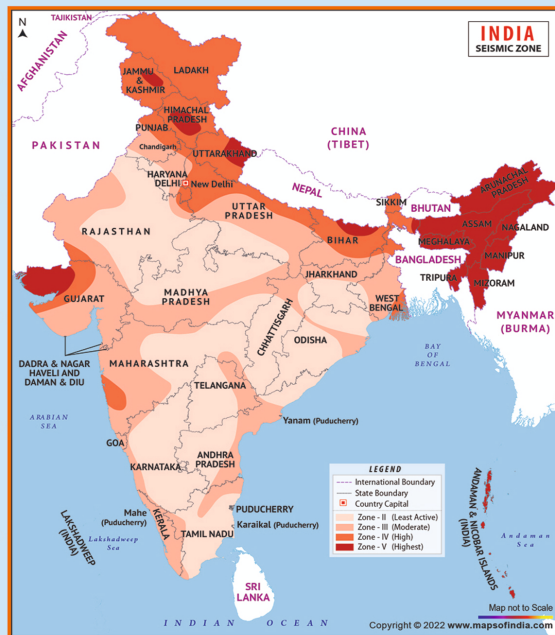 N
TAJIKISTAN
AFGHANISTAN
INDIA
SEISMIC ZONE
LADAKH
JAMMU
&
KASHMIR
HIMACHAL
PRADESH
PUNJAB
Chandigarh
UTTARAKHAND
PAKISTAN
CHINA
(TIBET)
HARYANA
DELHI
New Delhi
NEPAL
UTTAR
PRADESH
SIKKIM
BHUTAN
ARUNACHAL
PRADESH
RAJASTHAN
BIHAR
ASSAM
NAGALAND
MEGHALAYA
MANIPUR
BANGLADESH
JHARKHAND
TRIPURA
MIZORAM
GUJARAT
MADHYA
PRADESH
WEST
BENGAL
MYANMAR
(BURMA)
CHHATTISGARH
ODISHA
DADRA & NAGAR
HAVELI AND
DAMAN & DIU
MAHARASHTRA
BAY
OF
BENGAL
TELANGANA
ARABIAN
SEA
Yanam (Puducherry)
GOA
ANDHRA
PRADESH
KARNATAKA
LEGEND
International Boundary
State Boundary
Country Capital
Zone - II (Least Active)
Zone - III (Moderate)
Zone - IV (High)
Zone - V (Highest)
ANDAMAN & NICOBAR ISLANDS
(INDIA)
Mahe
(Puducherry)
PUDUCHERRY
Karaikal (Puducherry)
LAKSHADWEEP
(INDIA)
Lakshadweep
Sea
KERALA
TAMIL NADU
Andaman
Sea
SRI
LANKA
Map not to Scale
INDIAN OCEAN
Copyright © 2022 www.mapsofindia.com